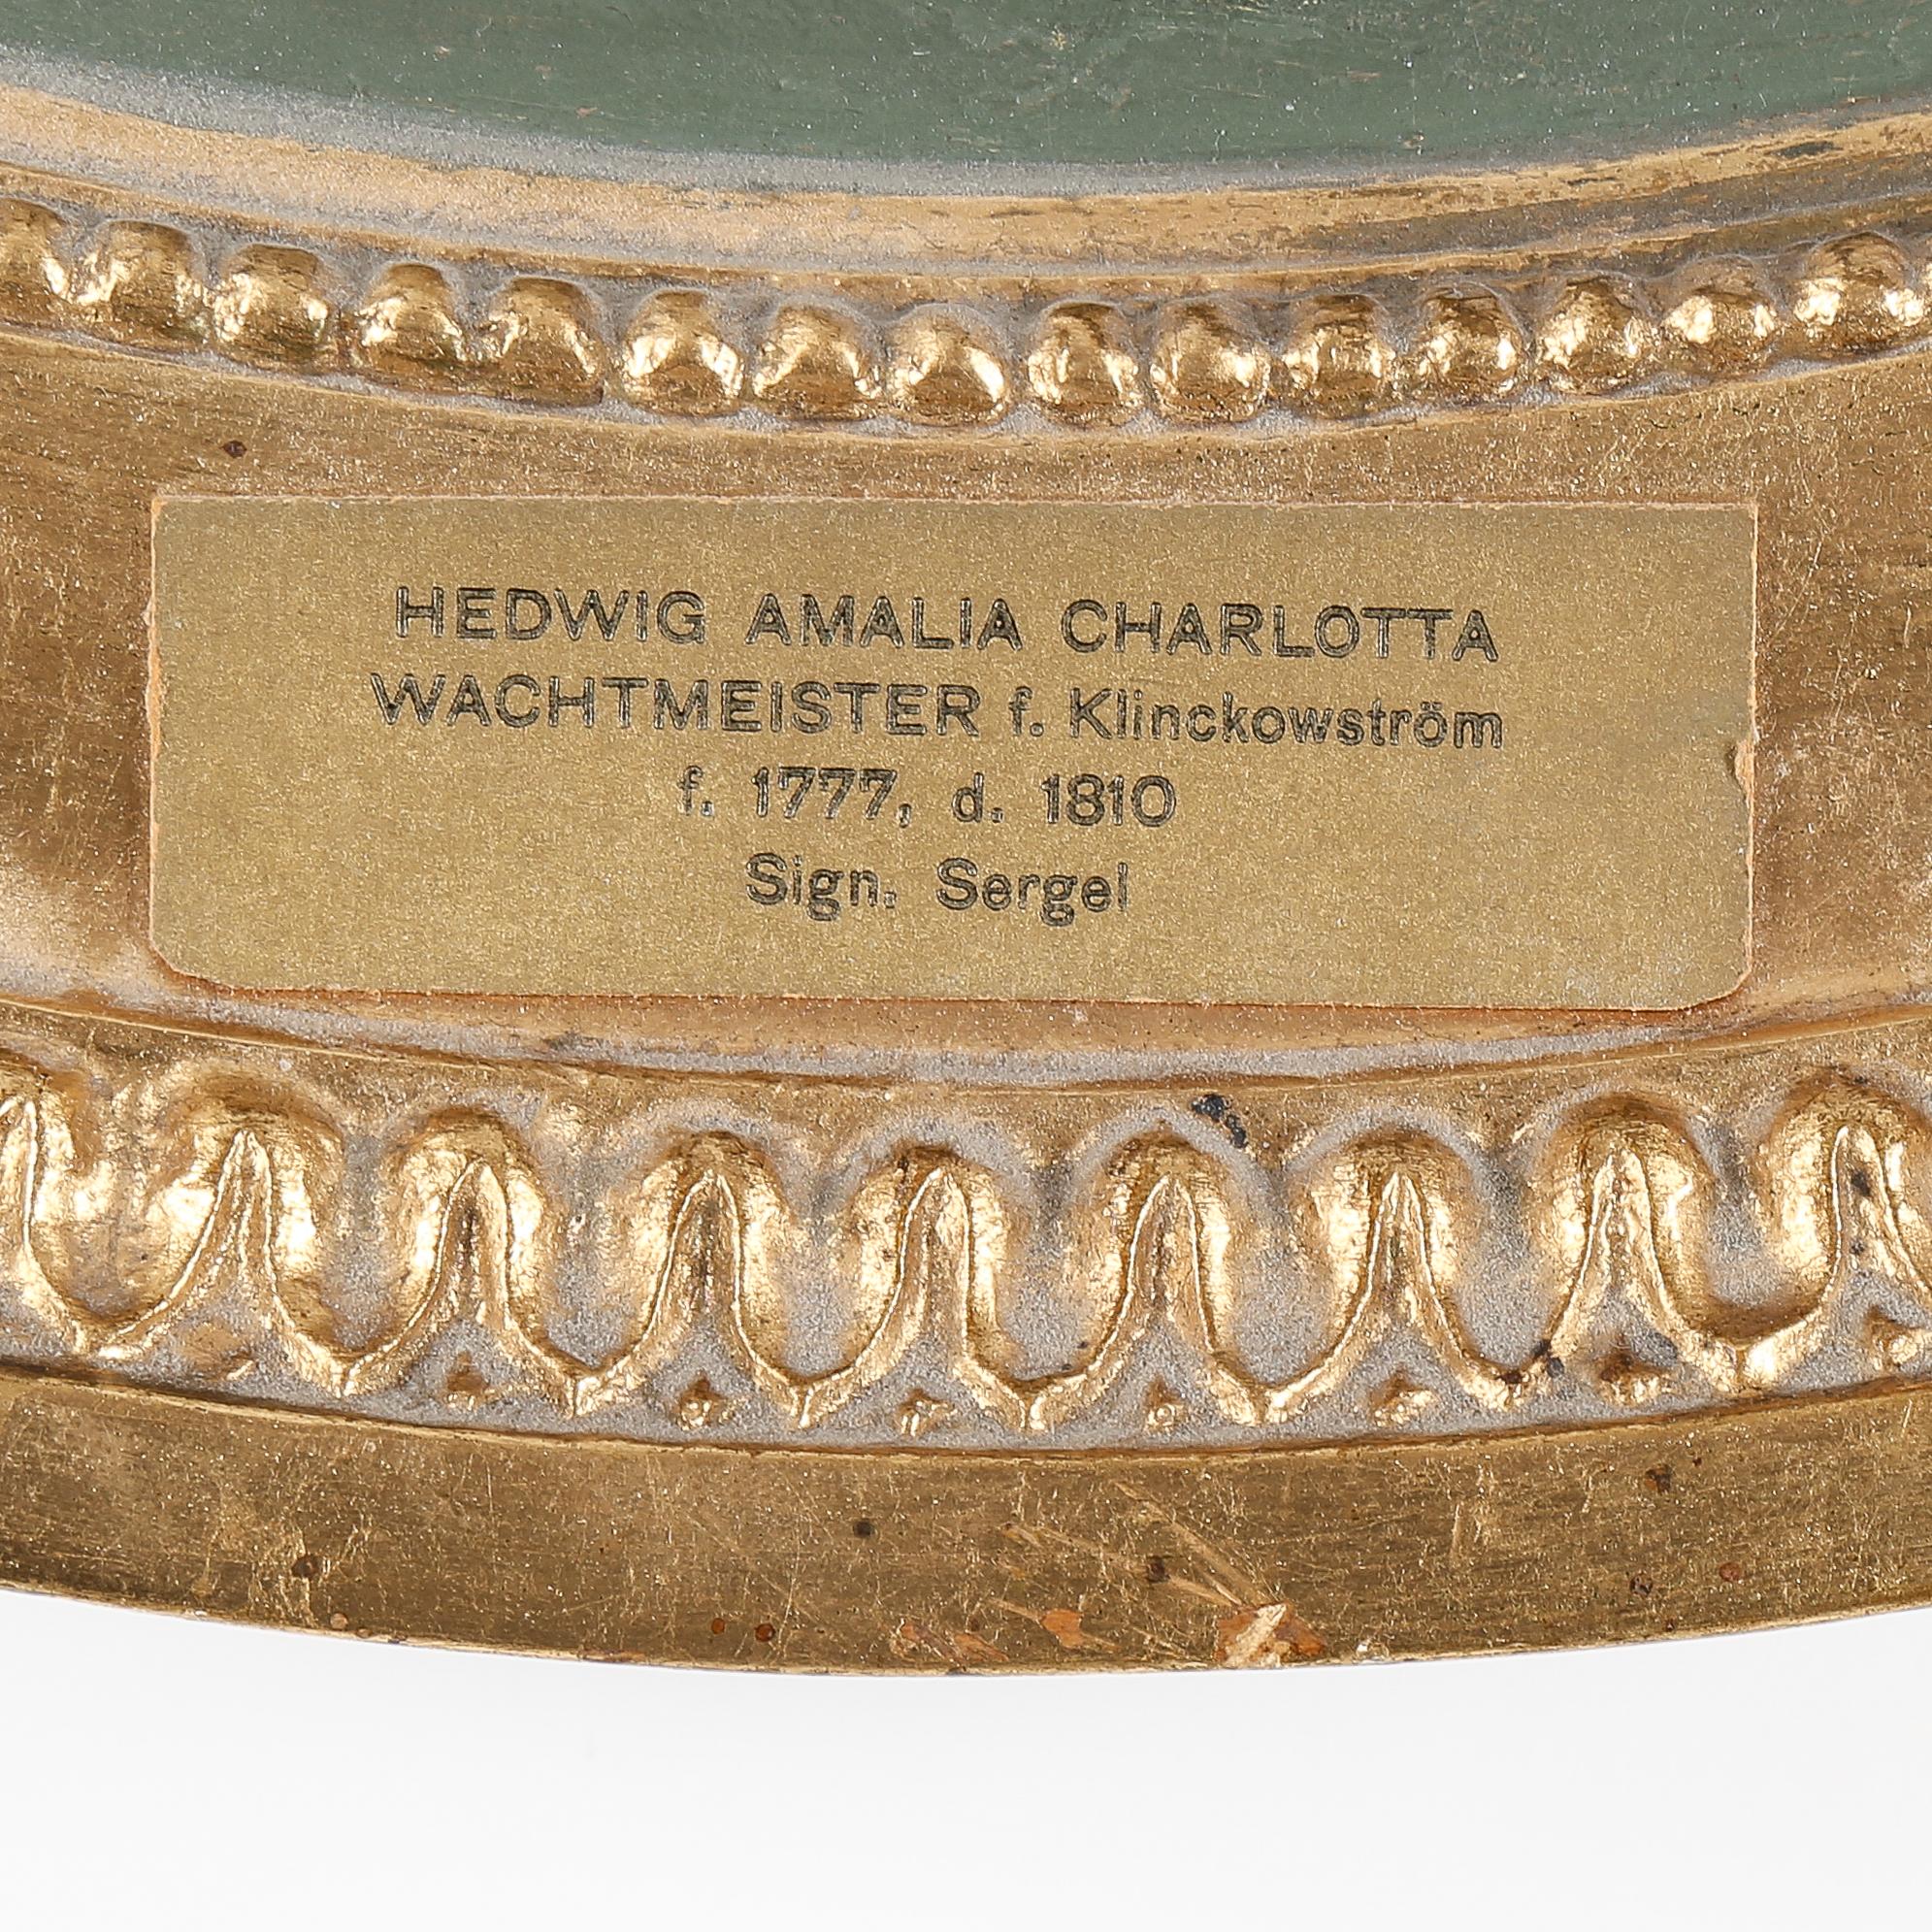 HEDWIG AMALIA CHARLOTTA
WACHTMEISTER f. Klinckowström
f. 1777, d. 1810
Sign. Sergel